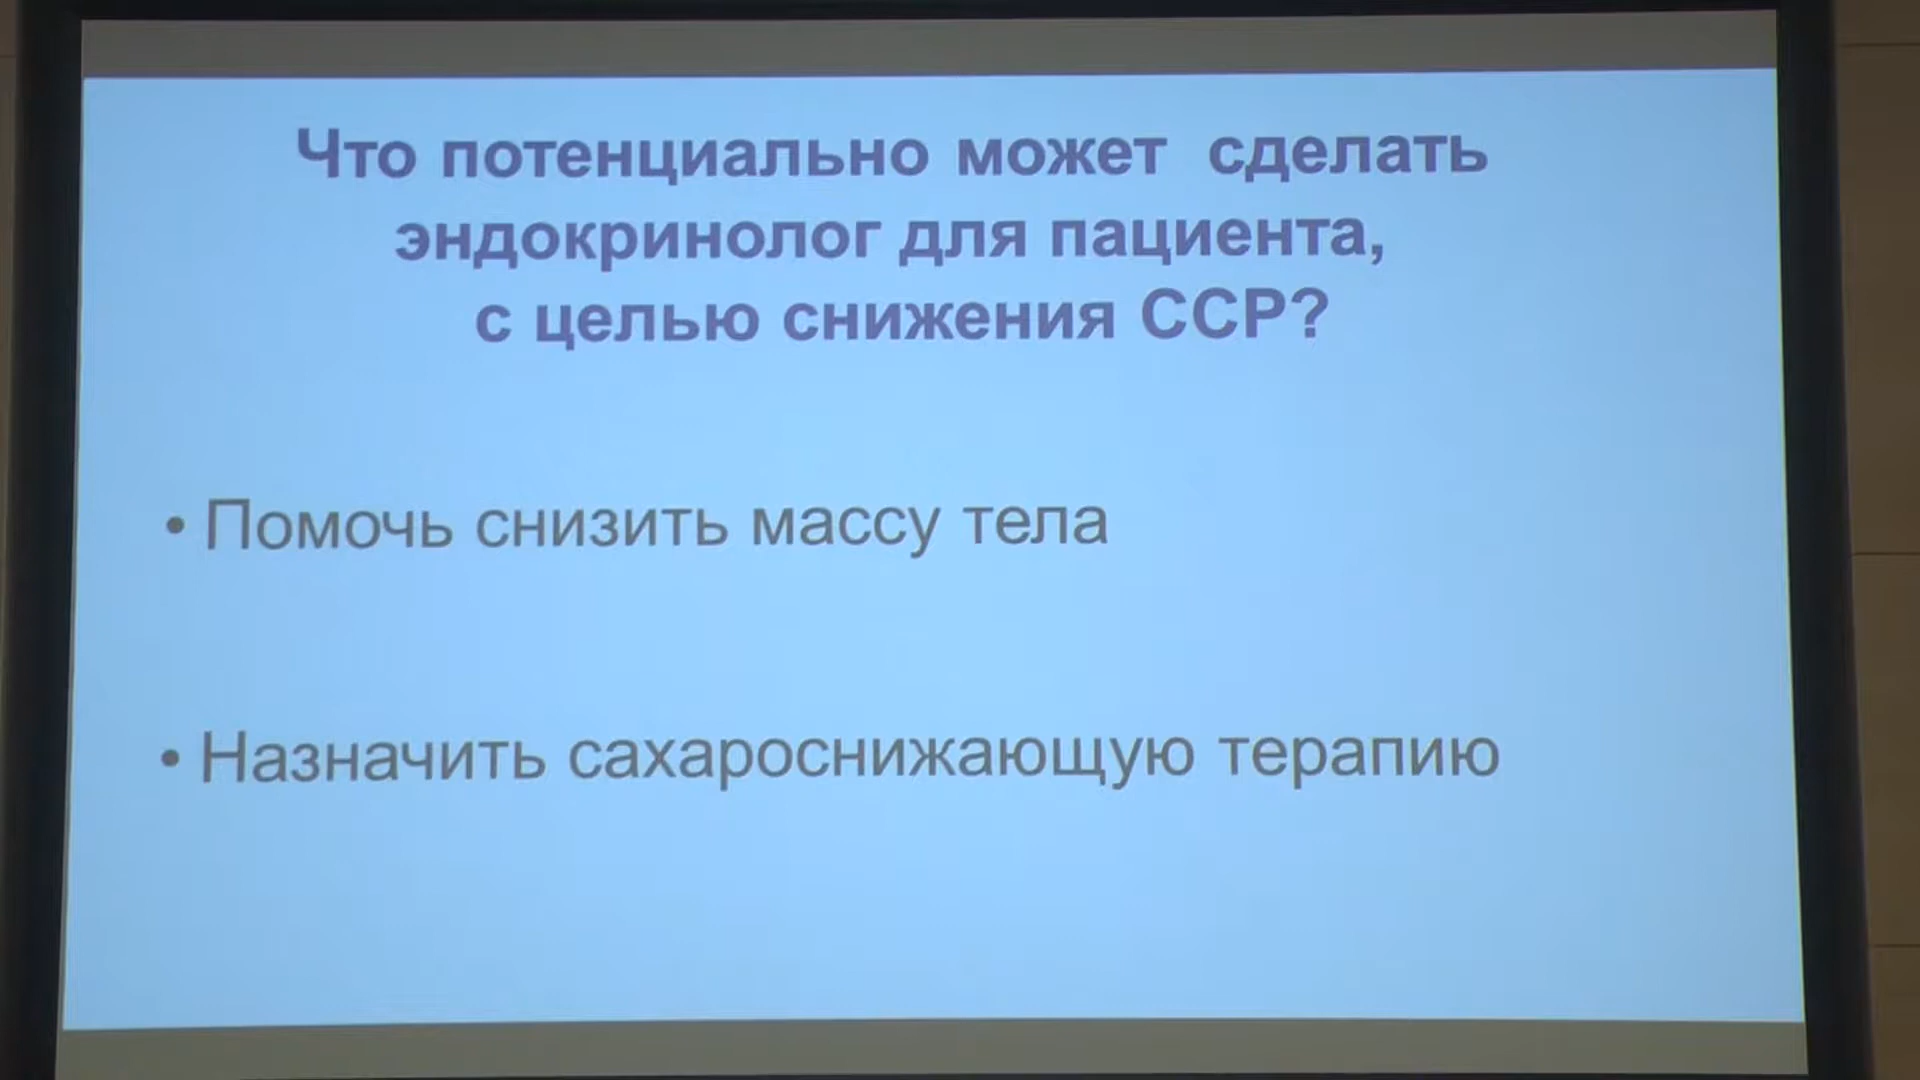 Что потенциально может сделать
эндокринолог для пациента,
с целью снижения ССР?
• Помочь снизить массу тела
• Назначить сахароснижающую терапию